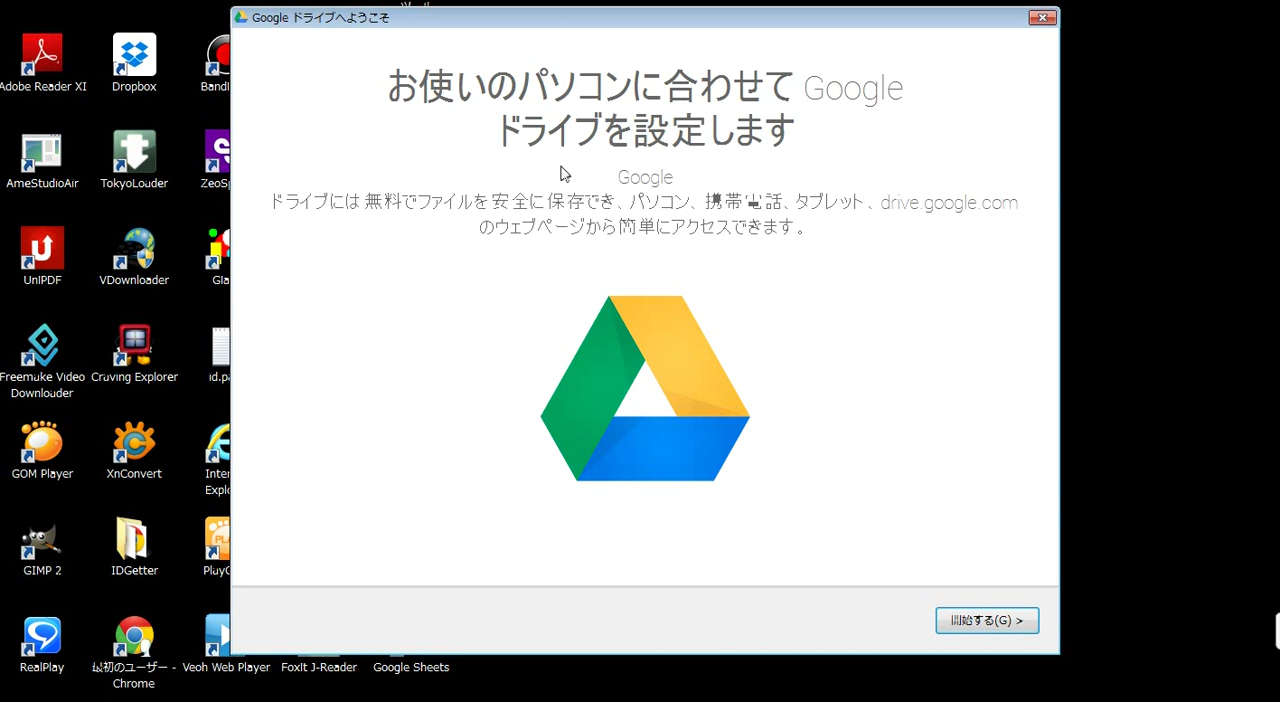 Google ドライブへようこそ
お使いのパソコンに合わせて Google
ドライブを設定します
Google
ドライブには無料でファイルを安全に保存でき、パソコン、携帯電話、タブレット、drive.google.com
のウェブページから簡単にアクセスできます。
開始する(G) >
Adobe Reader XI
Dropbox
AmeStudioAir
TokyoLouder
UniPDF
VDownloader
Freemake Video
Downloader
Craving Explorer
GOM Player
XnConvert
Inter
Explo
GIMP 2
IDGetter
RealPlay
最初のユーザー -
Chrome
Veoh Web Player
Foxit J-Reader
Google Sheets